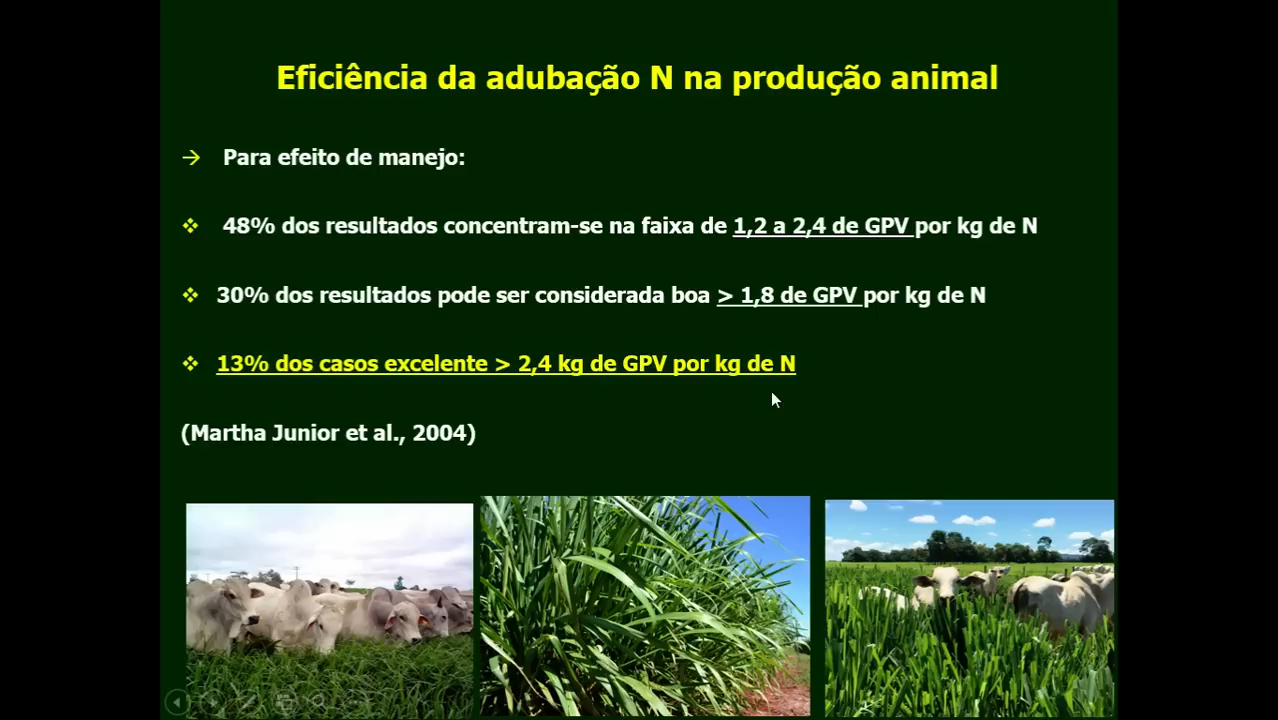 Eficiência da adubação N na produção animal
→ Para efeito de manejo:
❖ 48% dos resultados concentram-se na faixa de 1,2 a 2,4 de GPV por kg de N
❖ 30% dos resultados pode ser considerada boa > 1,8 de GPV por kg de N
❖ 13% dos casos excelente > 2,4 kg de GPV por kg de N
(Martha Junior et al., 2004)